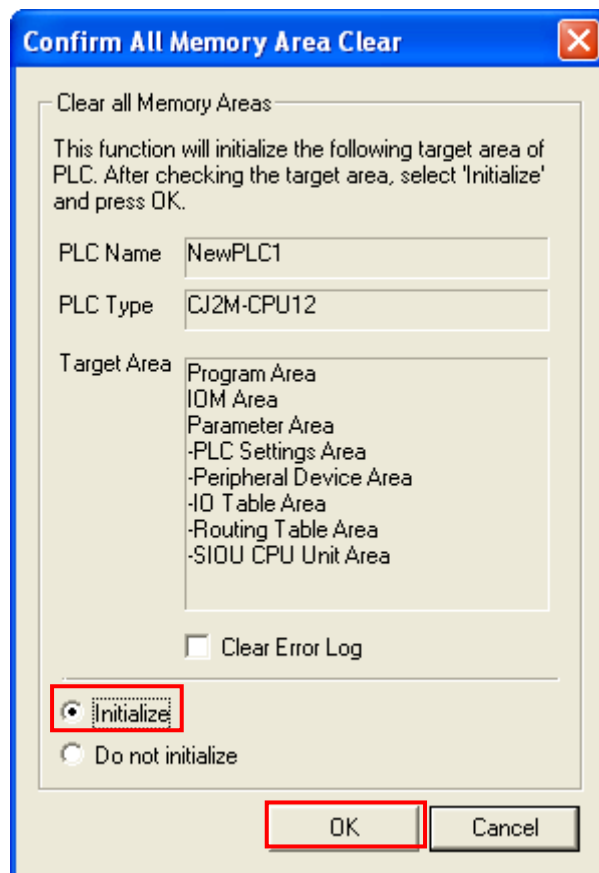 Confirm All Memory Area Clear
Clear all Memory Areas
This function will initialize the following target area of
PLC. After checking the target area, select 'Initialize'
and press OK.
PLC Name NewPLC1
PLC Type CJ2M-CPU12
Target Area Program Area
IOM Area
Parameter Area
-PLC Settings Area
-Peripheral Device Area
-IO Table Area
-Routing Table Area
-SIOU CPU Unit Area
Clear Error Log
Initialize
Do not initialize
OK Cancel